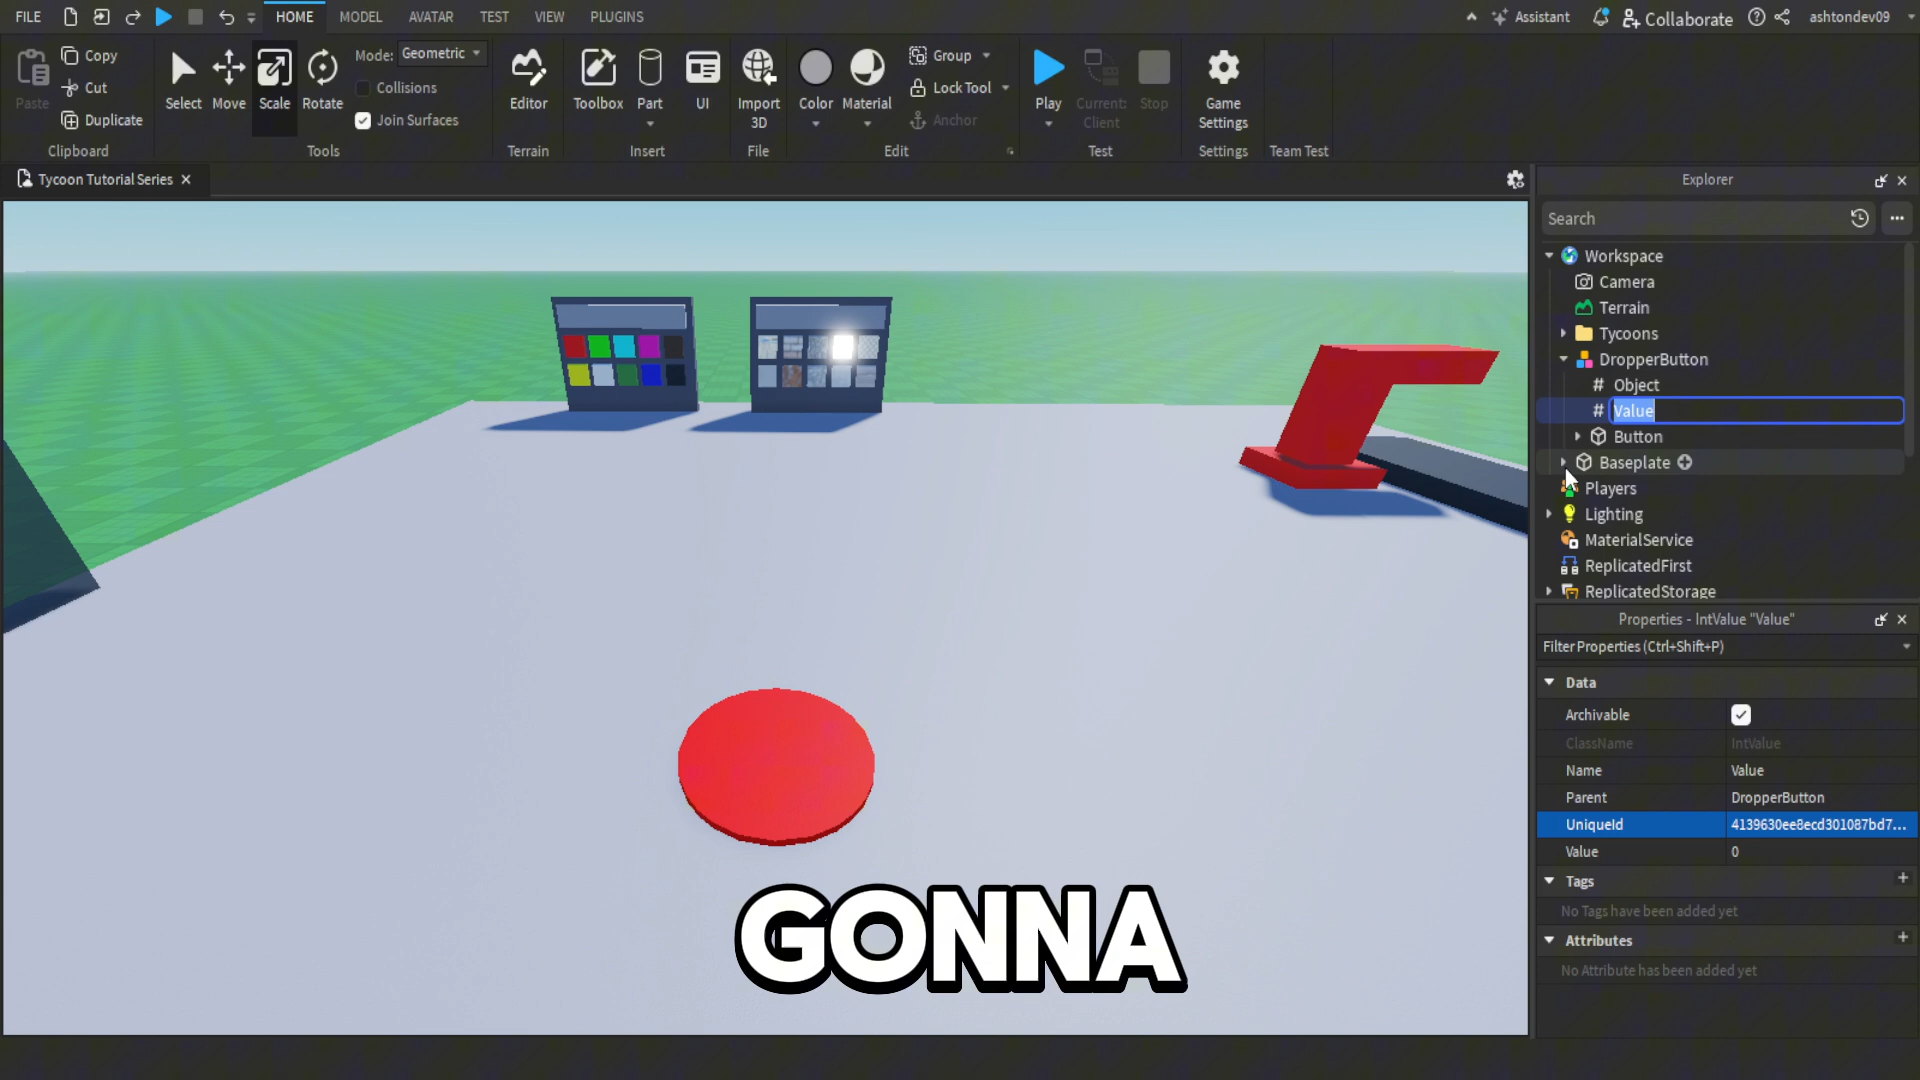 FILE HOME MODEL AVATAR TEST VIEW PLUGINS Assistant Collaborate ashtondev09
Paste Copy Cut Duplicate Clipboard
Select Move Scale Rotate Mode: Geometric Collisions Join Surfaces Tools
Editor Terrain
Toolbox Part UI Insert
Import 3D File
Color Material Group Lock Tool Anchor Edit
Play Current: Client Stop Test
Game Settings Settings
Team Test
Tycoon Tutorial Series
GONNA
Explorer
Search
Workspace
Camera
Terrain
Tycoons
DropperButton
# Object
# Value
Button
Baseplate
Players
Lighting
MaterialService
ReplicatedFirst
ReplicatedStorage
Properties - IntValue "Value"
Filter Properties (Ctrl+Shift+P)
Data
Archivable
ClassName IntValue
Name Value
Parent DropperButton
UniqueId 4139630ee8ecd301087bd7...
Value 0
Tags +
No Tags have been added yet
Attributes +
No Attribute has been added yet